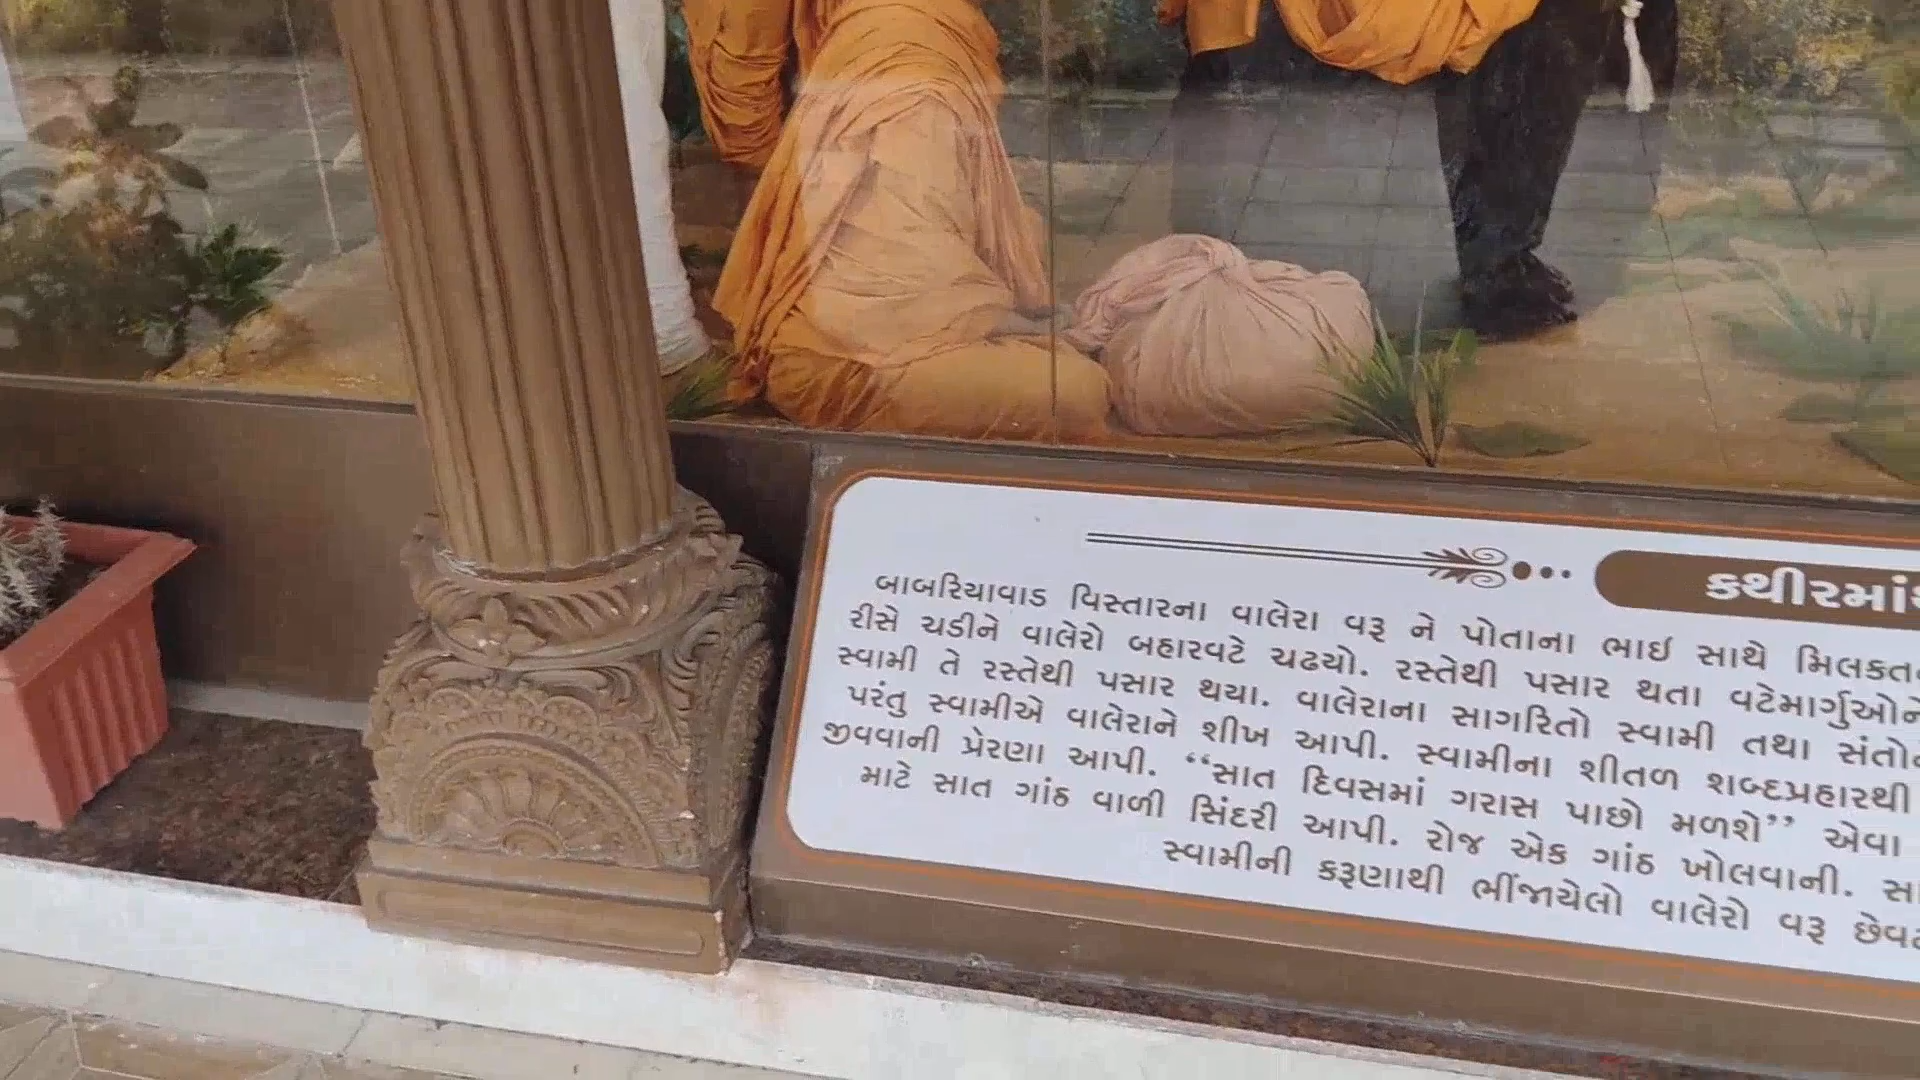 કથીરમાં
બાબરિયાવાડ વિસ્તારના વાલેરા વરૂ ને પોતાના ભાઈ સાથે મિલકત
રીસે ચડીને વાલેરો બહારવટે ચઢયો. રસ્તેથી પસાર થતા વટેમાર્ગુઓને
સ્વામી તે રસ્તેથી પસાર થયા. વાલેરાના સાગરિતો સ્વામી તથા સંતો
પરંતુ સ્વામીએ વાલેરાને શીખ આપી. સ્વામીના શીતળ શબ્દપ્રહારથી
જીવવાની પ્રેરણા આપી. “સાત દિવસમાં ગરાસ પાછો મળશે” એવા
માટે સાત ગાંઠ વાળી સિંદરી આપી. રોજ એક ગાંઠ ખોલવાની. સા
સ્વામીની કરૂણાથી ભીંજાયેલો વાલેરો વરૂ છેવટ